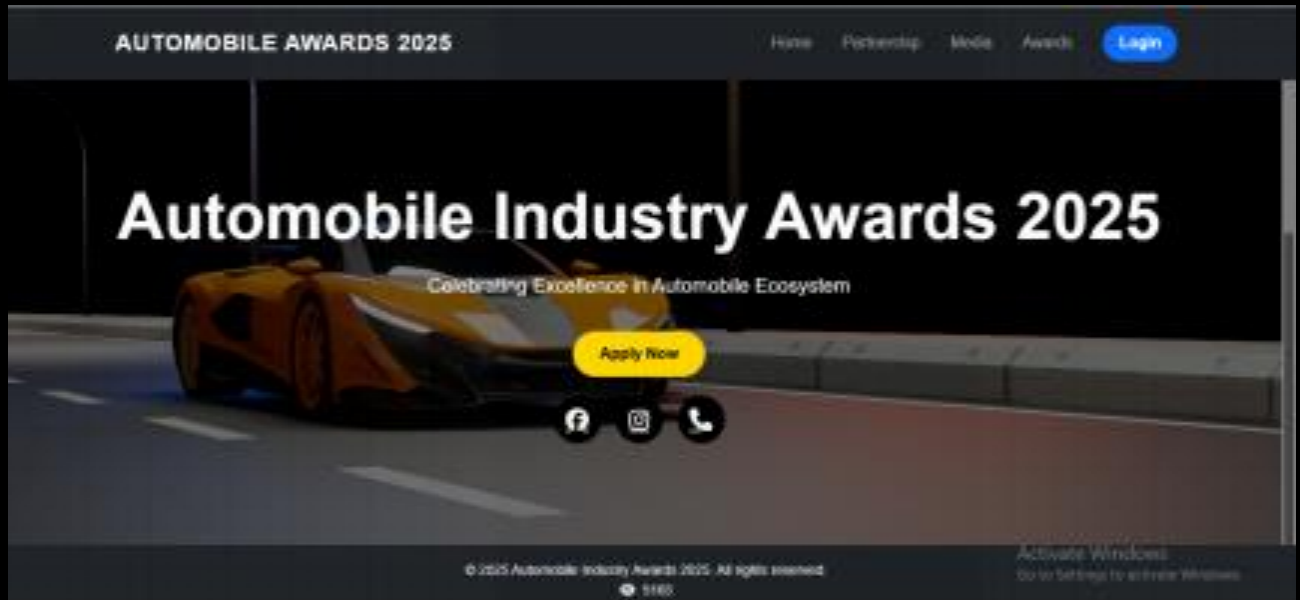 AUTOMOBILE AWARDS 2025
Home Partnership Media Awards Login
Automobile Industry Awards 2025
Celebrating Excellence in Automobile Ecosystem
Apply Now
Activate Windows
Go to Settings to activate Windows.
© 2025 Automobile Industry Awards 2025. All rights reserved.